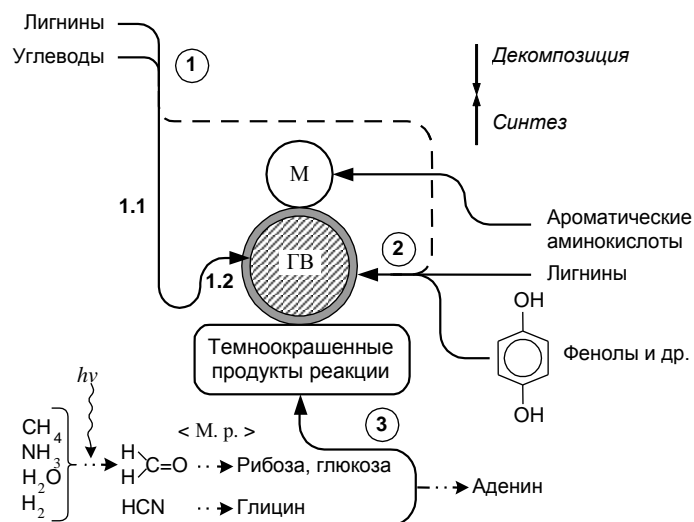 Лигнины
Углеводы
1
Декомпозиция
Синтез
М
1.1
Ароматические
аминокислоты
2
ГВ
1.2
Лигнины
OH
Фенолы и др.
OH
Темноокрашенные
продукты реакции
hν
3
< М. р. >
CH4
NH3
H2O
H2
H
H
C=O
Рибоза, глюкоза
Аденин
HCN
Глицин